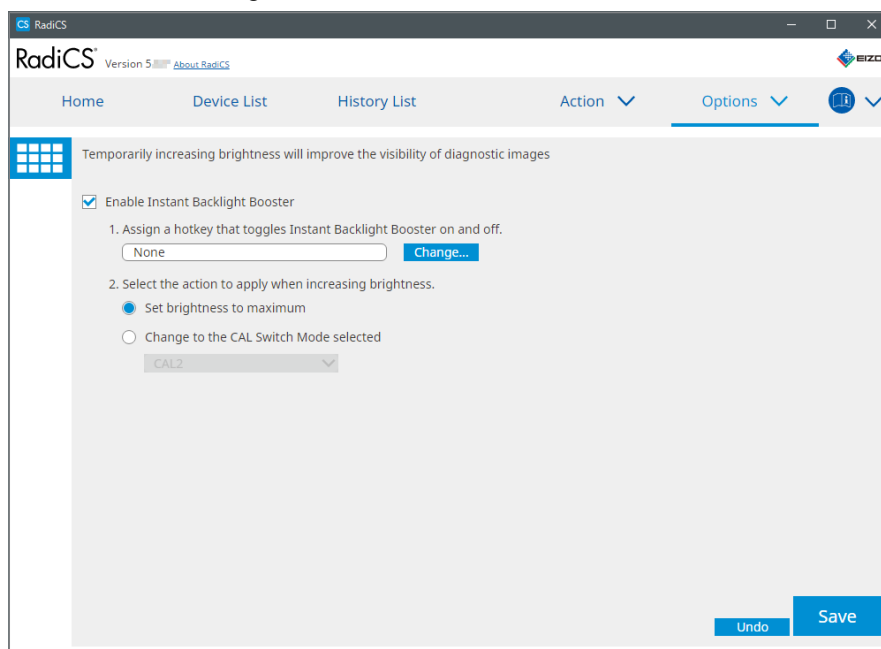 CS RadiCS
RadiCS® Version 5. About RadiCS
EIZO
Home Device List History List Action Options
Temporarily increasing brightness will improve the visibility of diagnostic images
Enable Instant Backlight Booster
1. Assign a hotkey that toggles Instant Backlight Booster on and off.
None Change...
2. Select the action to apply when increasing brightness.
Set brightness to maximum
Change to the CAL Switch Mode selected
CAL2
Undo Save